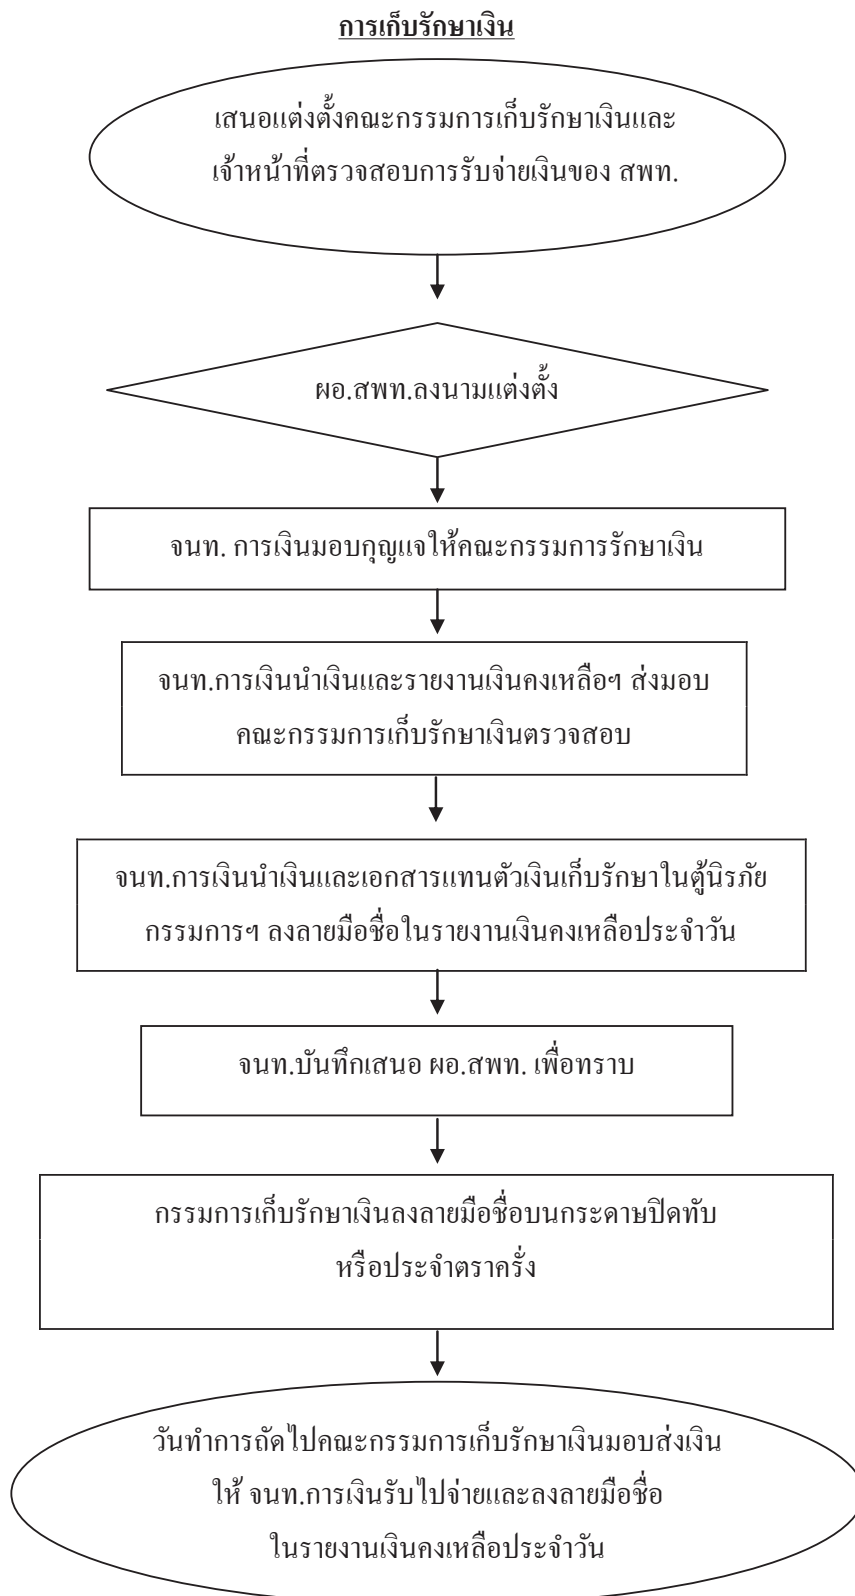 การเก็บรักษาเงิน
เสนอแต่งตั้งคณะกรรมการเก็บรักษาเงินและ
เจ้าหน้าที่ตรวจสอบการรับจ่ายเงินของ สพท.
ผอ.สพท.ลงนามแต่งตั้ง
จนท. การเงินมอบกุญแจให้คณะกรรมการรักษาเงิน
จนท.การเงินนำเงินและรายงานเงินคงเหลือฯ ส่งมอบ
คณะกรรมการเก็บรักษาเงินตรวจสอบ
จนท.การเงินนำเงินและเอกสารแทนตัวเงินเก็บรักษาในตู้นิรภัย
กรรมการฯ ลงลายมือชื่อในรายงานเงินคงเหลือประจำวัน
จนท.บันทึกเสนอ ผอ.สพท. เพื่อทราบ
กรรมการเก็บรักษาเงินลงลายมือชื่อบนกระดาษปิดทับ
หรือประจำตราครั่ง
วันทำการถัดไปคณะกรรมการเก็บรักษาเงินมอบส่งเงิน
ให้ จนท.การเงินรับไปจ่ายและลงลายมือชื่อ
ในรายงานเงินคงเหลือประจำวัน